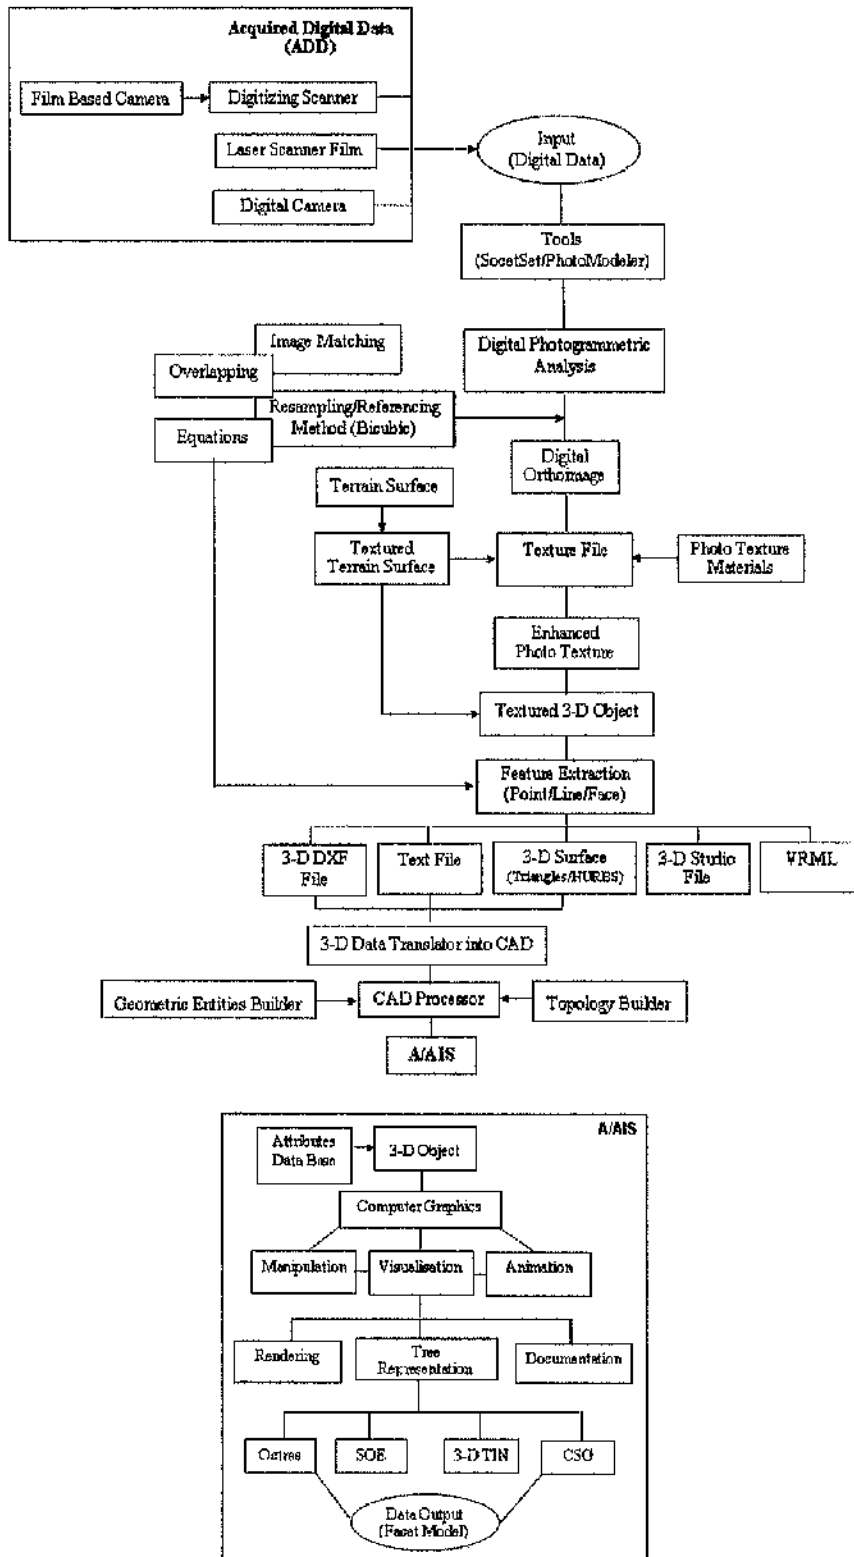 Acquired Digital Data
(ADD)
Film Based Camera
Digitizing Scanner
Laser Scanner Film
Digital Camera
Input
(Digital Data)
Tools
(SocetSet/PhotoModeler)
Digital Photogrammetric
Analysis
Image Matching
Overlapping
Resampling/Referencing
Method (Bicubic)
Equations
Digital
Orthoimage
Terrain Surface
Textured
Terrain Surface
Texture File
Photo Texture
Materials
Enhanced
Photo Texture
Textured 3-D Object
Feature Extraction
(Point/Line/Face)
3-D DXF
File
Text File
3-D Surface
(Triangles/NURBS)
3-D Studio
File
VRML
3-D Data Translator into CAD
Geometric Entities Builder
CAD Processor
Topology Builder
A/AIS
A/AIS
Attributes
Data Base
3-D Object
Computer Graphics
Manipulation
Visualisation
Animation
Rendering
Tree
Representation
Documentation
Octree
SOE
3-D TIN
CSG
Data Output
(Facet Model)